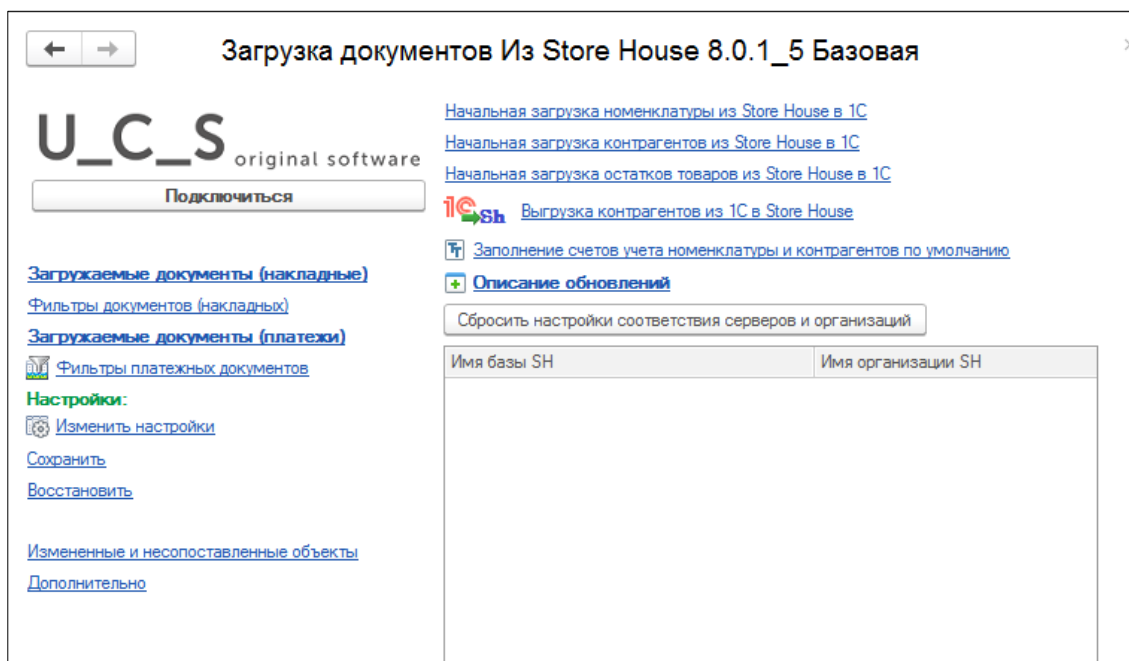 Загрузка документов Из Store House 8.0.1_5 Базовая
U_C_S original software
Подключиться
Загружаемые документы (накладные)
Фильтры документов (накладных)
Загружаемые документы (платежи)
Фильтры платежных документов
Настройки:
Изменить настройки
Сохранить
Восстановить
Измененные и несопоставленные объекты
Дополнительно
Начальная загрузка номенклатуры из Store House в 1С
Начальная загрузка контрагентов из Store House в 1С
Начальная загрузка остатков товаров из Store House в 1С
1C Sh Выгрузка контрагентов из 1С в Store House
Тт Заполнение счетов учета номенклатуры и контрагентов по умолчанию
Описание обновлений
Сбросить настройки соответствия серверов и организаций
Имя базы SH Имя организации SH